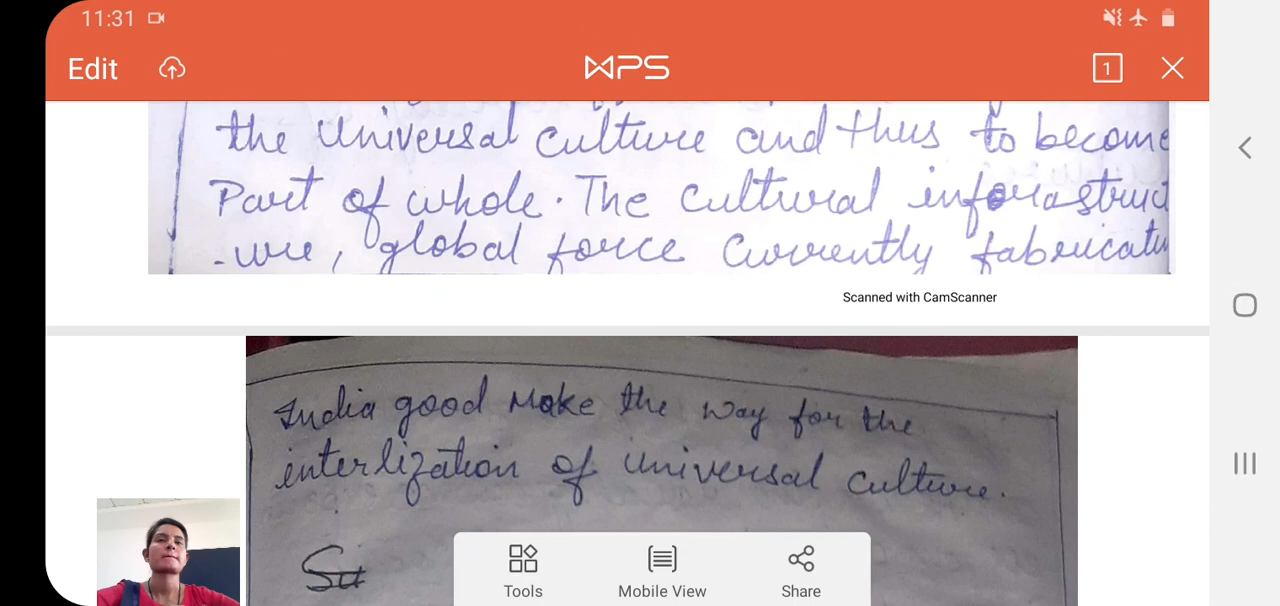 11:31
Edit
WPS
1
the universal culture and thus to become
Part of whole. The cultural infrastruct
-ure, global force Currently fabricatin
Scanned with CamScanner
India good Make the way for the
interlization of universal culture.
Tools
Mobile View
Share